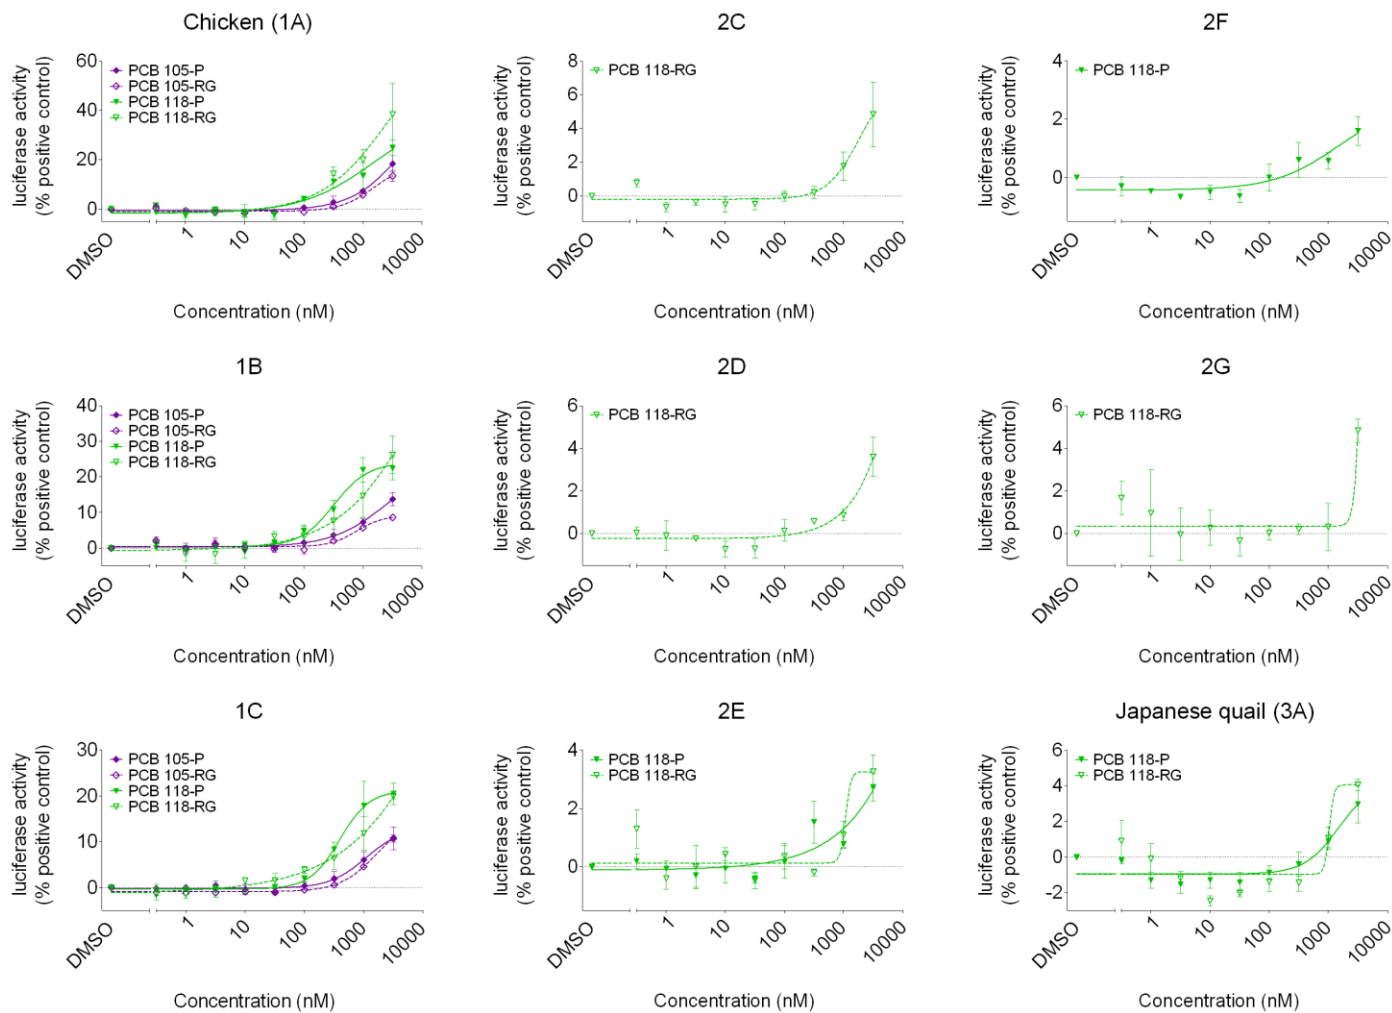 Chicken (1A)
luciferase activity
(% positive control)
60
40
20
0
PCB 105-P
PCB 105-RG
PCB 118-P
PCB 118-RG
DMSO
1
10
100
1000
10000
Concentration (nM)
2C
luciferase activity
(% positive control)
8
6
4
2
0
PCB 118-RG
DMSO
1
10
100
1000
10000
Concentration (nM)
2F
luciferase activity
(% positive control)
4
2
0
PCB 118-P
DMSO
1
10
100
1000
10000
Concentration (nM)
1B
luciferase activity
(% positive control)
40
30
20
10
0
PCB 105-P
PCB 105-RG
PCB 118-P
PCB 118-RG
DMSO
1
10
100
1000
10000
Concentration (nM)
2D
luciferase activity
(% positive control)
6
4
2
0
PCB 118-RG
DMSO
1
10
100
1000
10000
Concentration (nM)
2G
luciferase activity
(% positive control)
6
4
2
0
PCB 118-RG
DMSO
1
10
100
1000
10000
Concentration (nM)
1C
luciferase activity
(% positive control)
30
20
10
0
PCB 105-P
PCB 105-RG
PCB 118-P
PCB 118-RG
DMSO
1
10
100
1000
10000
Concentration (nM)
2E
luciferase activity
(% positive control)
4
2
0
PCB 118-P
PCB 118-RG
DMSO
1
10
100
1000
10000
Concentration (nM)
Japanese quail (3A)
luciferase activity
(% positive control)
6
4
2
0
-2
PCB 118-P
PCB 118-RG
DMSO
1
10
100
1000
10000
Concentration (nM)